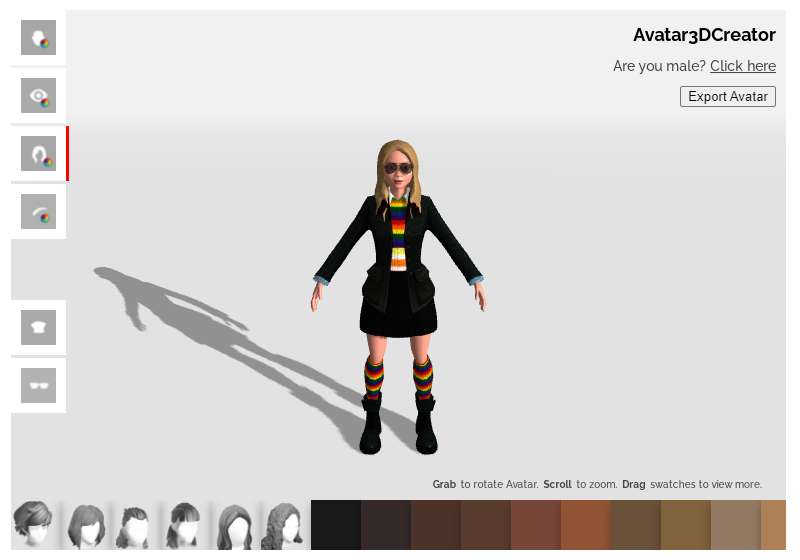 Avatar3DCreator
Are you male? Click here
Export Avatar
Grab to rotate Avatar. Scroll to zoom. Drag swatches to view more.